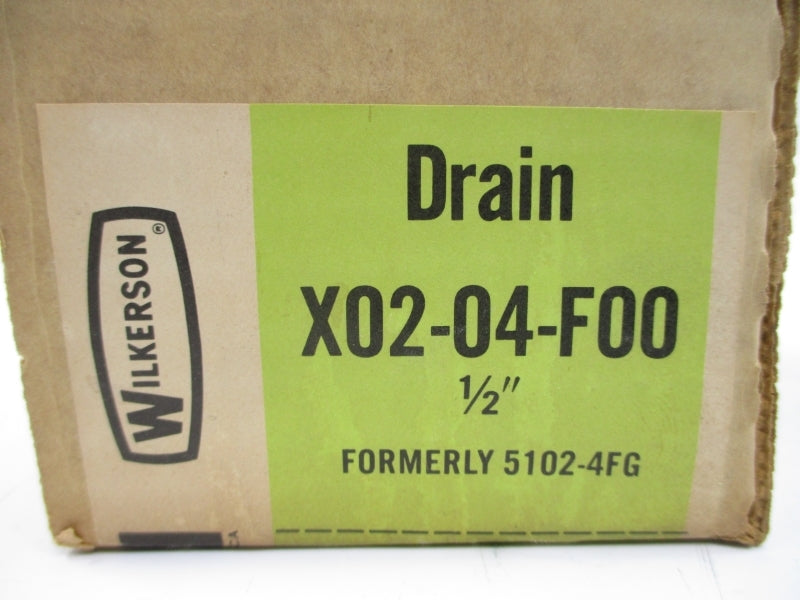 WILKERSON®
Drain
X02-04-F00
½"
FORMERLY 5102-4FG